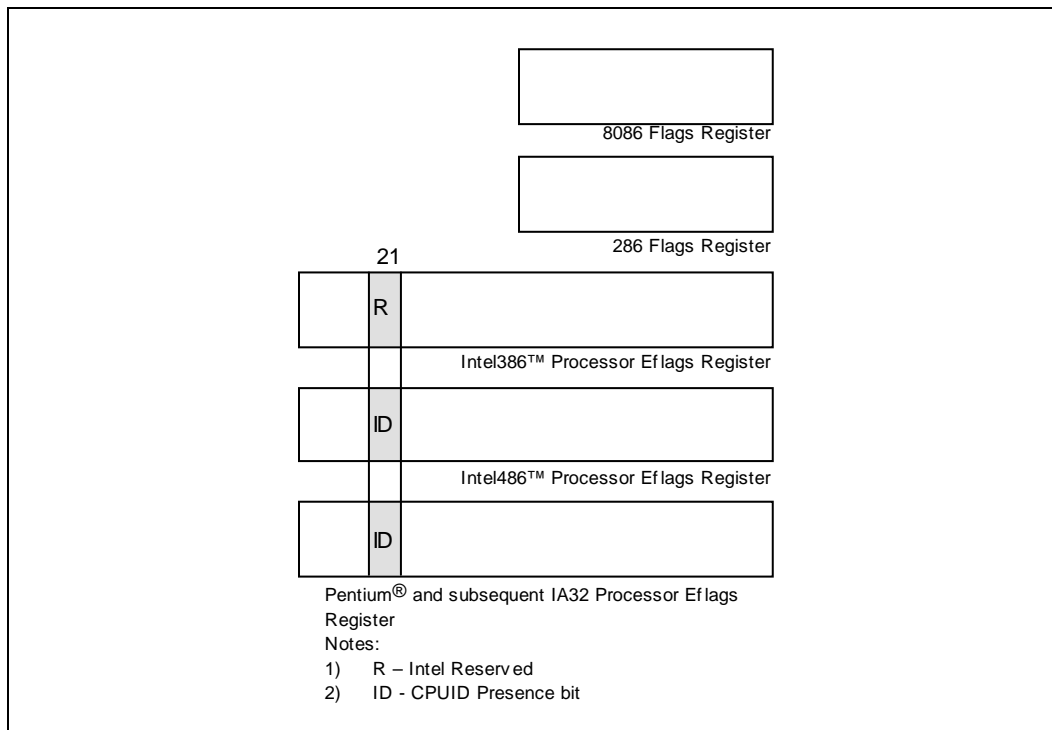 8086 Flags Register
286 Flags Register
21
R
Intel386™ Processor Eflags Register
ID
Intel486™ Processor Eflags Register
ID
Pentium® and subsequent IA32 Processor Eflags
Register
Notes:
1) R – Intel Reserved
2) ID - CPUID Presence bit